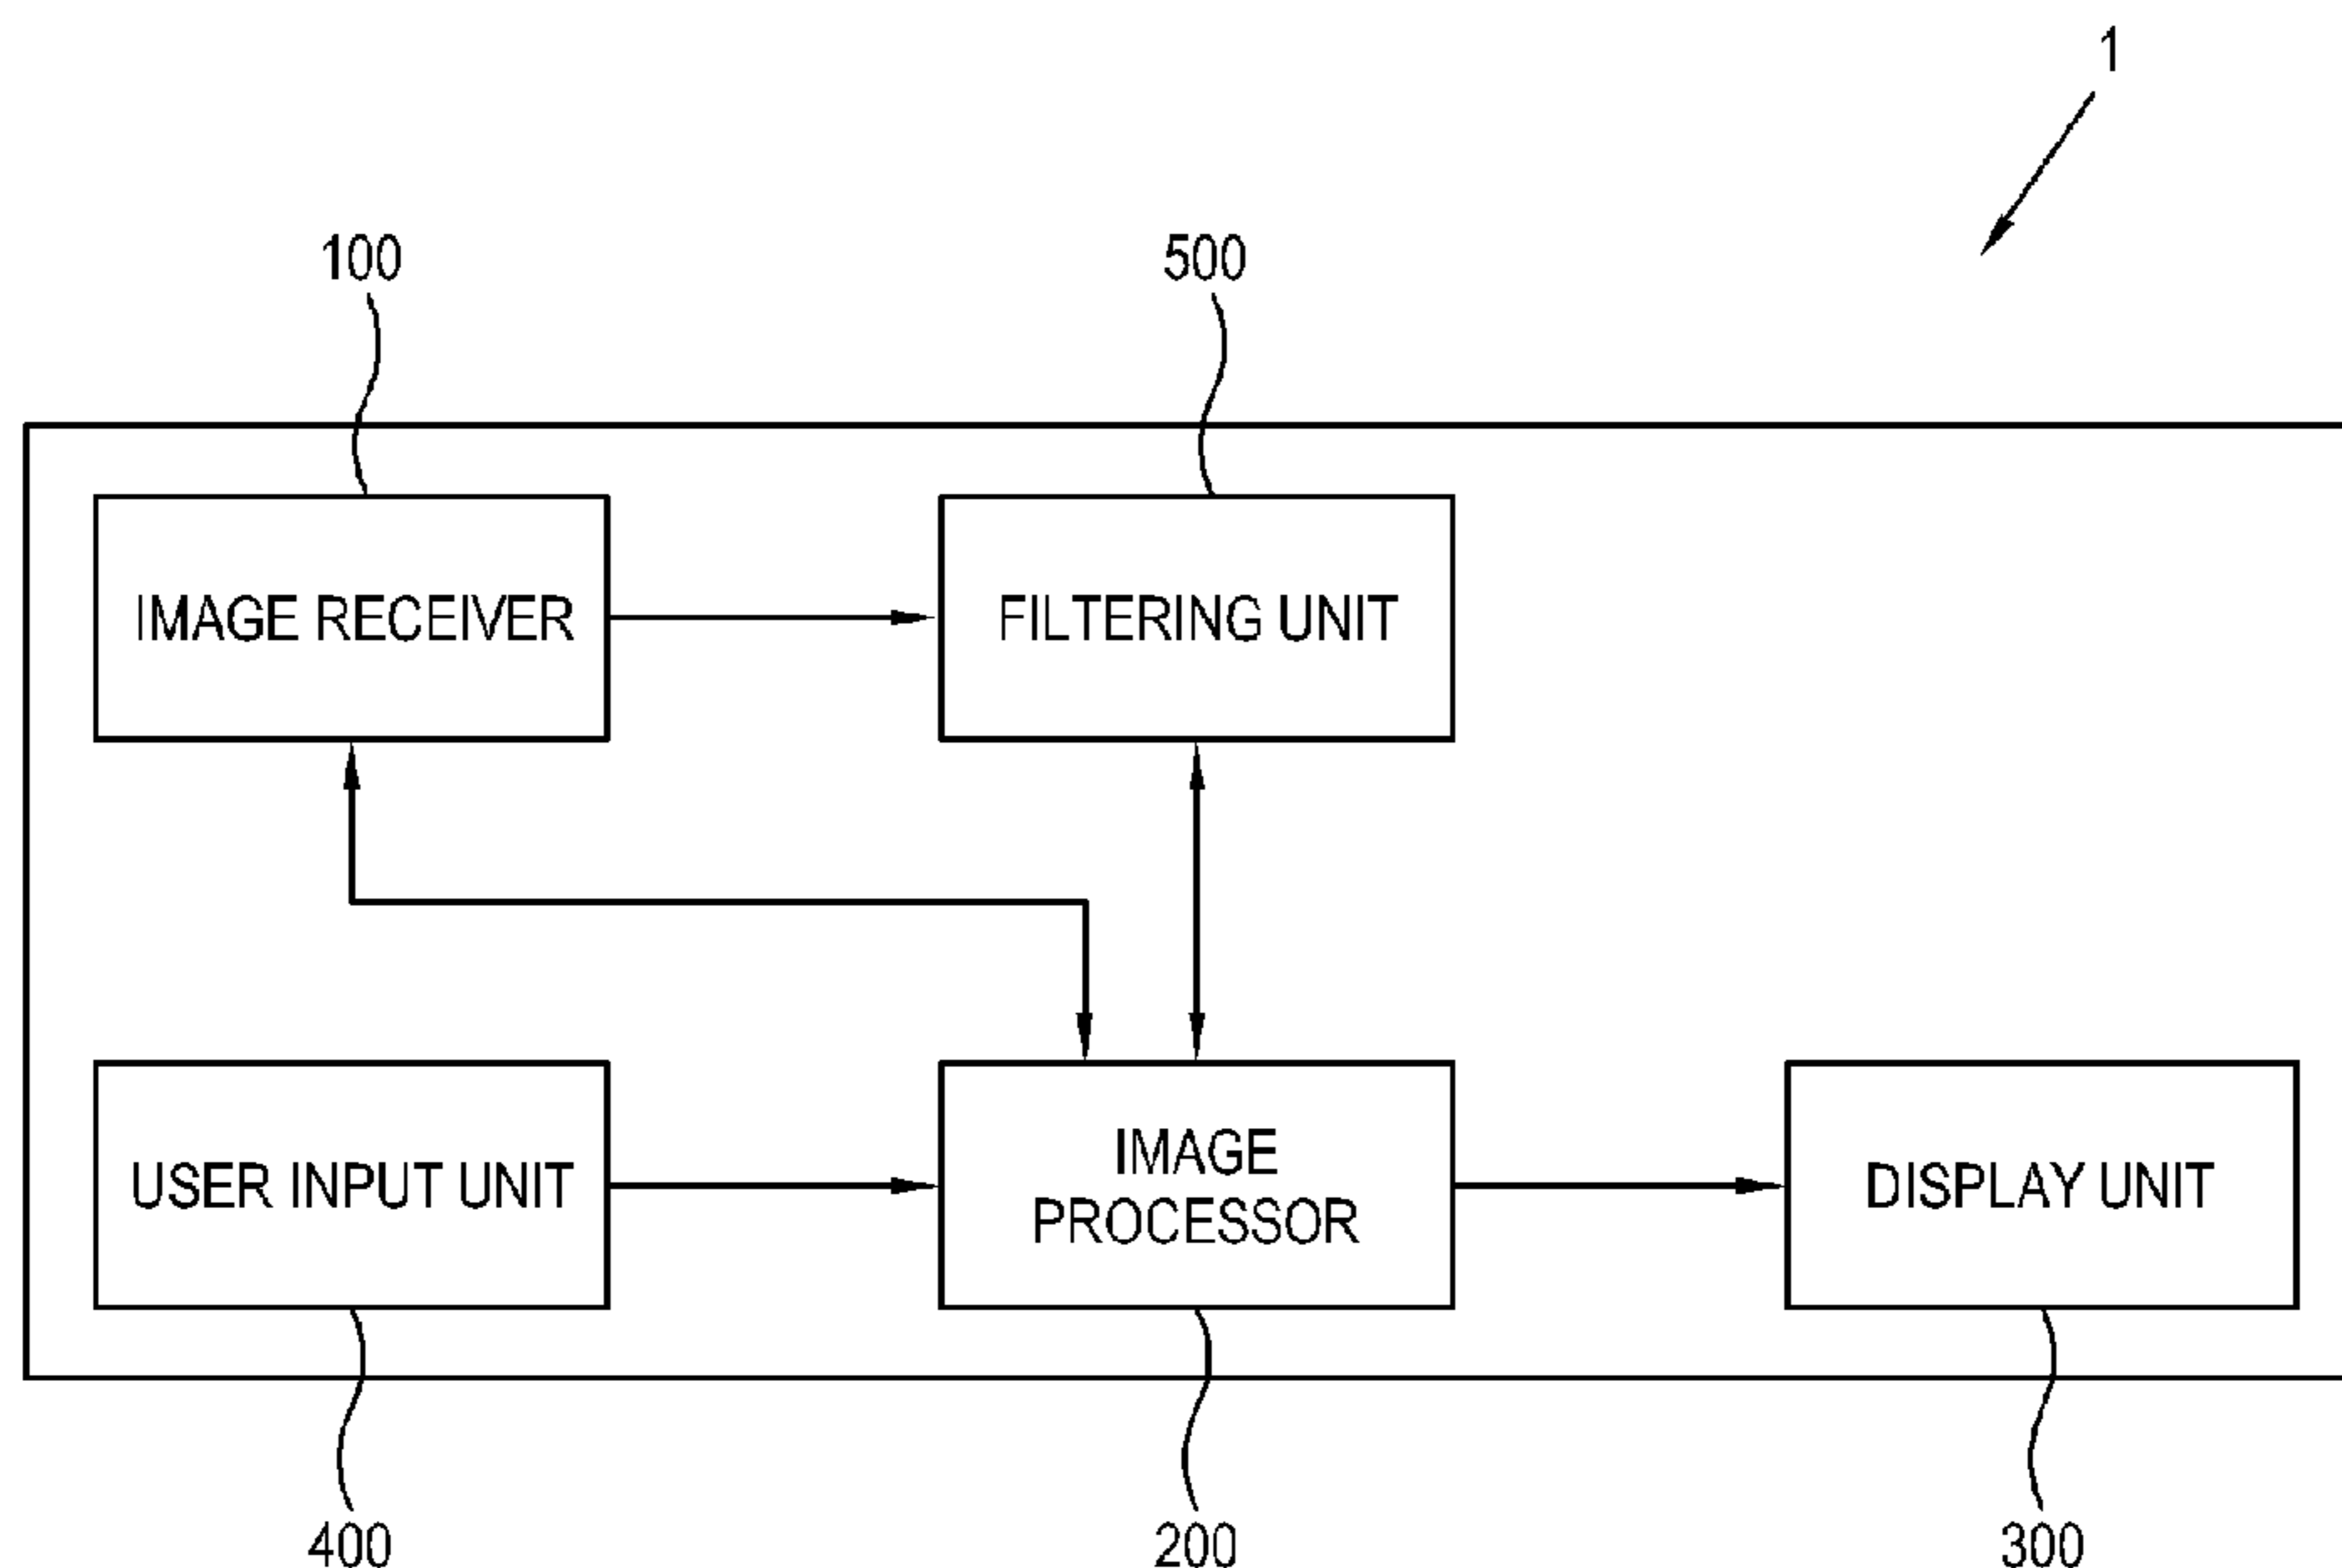 1
100
500
IMAGE RECEIVER
FILTERING UNIT
USER INPUT UNIT
IMAGE
PROCESSOR
DISPLAY UNIT
400
200
300